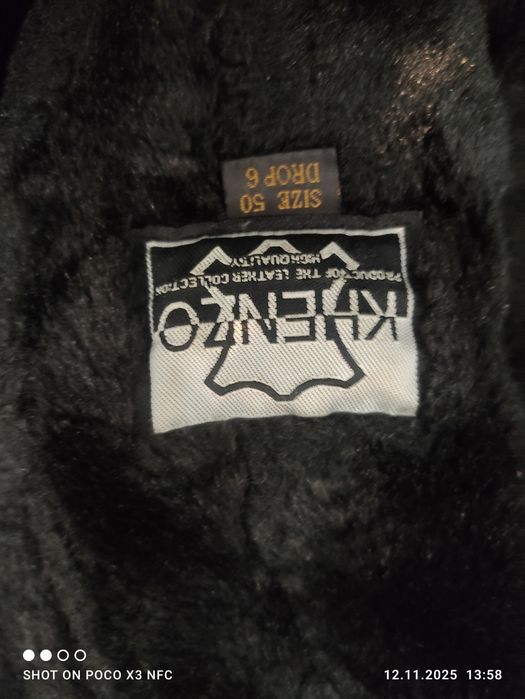 KHENZO
PRODUCT OF THE LEATHER COLLECTION
HIGH QUALITY
SIZE 50
DROP 6
SHOT ON POCO X3 NFC
12.11.2025 13:58